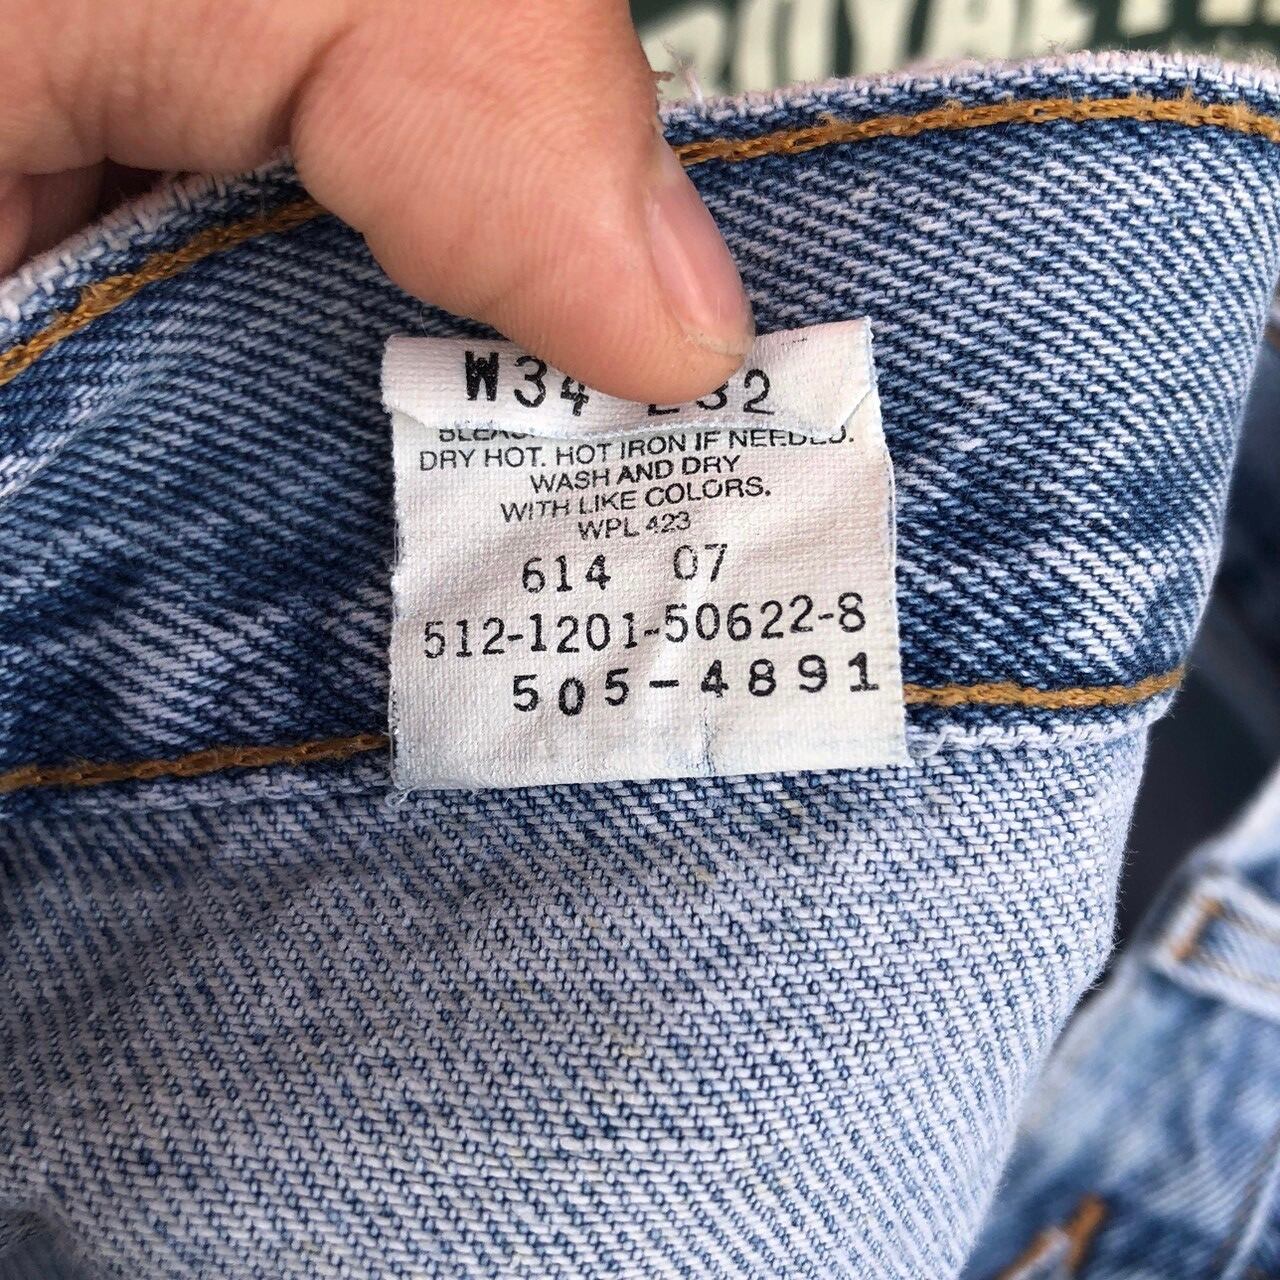 W34 L32
DRY HOT. HOT IRON IF NEEDED.
WASH AND DRY
WITH LIKE COLORS.
WPL 423
614 07
512-1201-50622-8
505-4891